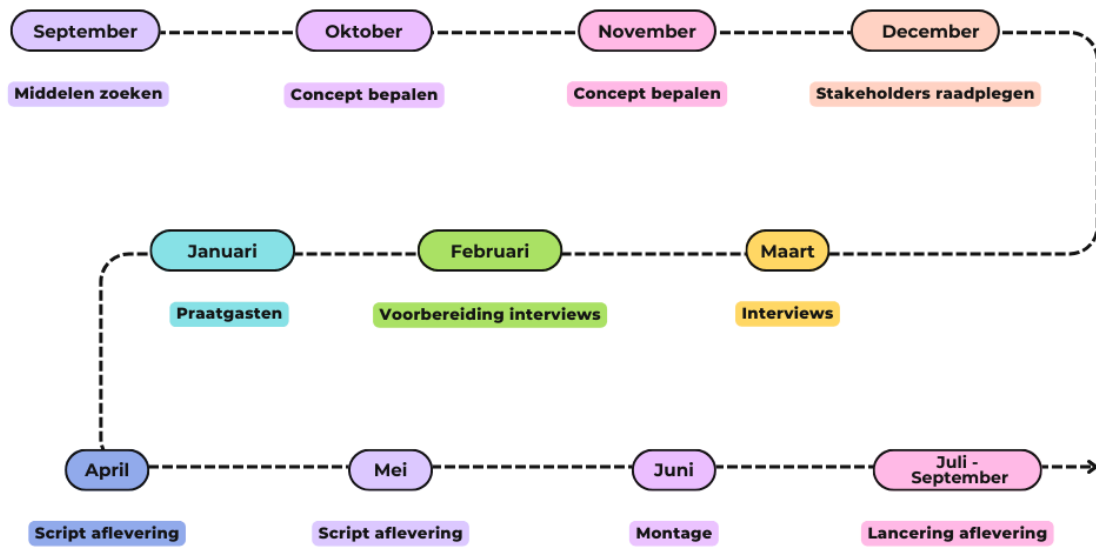 September
Oktober
November
December
Middelen zoeken
Concept bepalen
Concept bepalen
Stakeholders raadplegen
Januari
Februari
Maart
Praatgasten
Voorbereiding interviews
Interviews
April
Mei
Juni
Juli -
September
Script aflevering
Script aflevering
Montage
Lancering aflevering